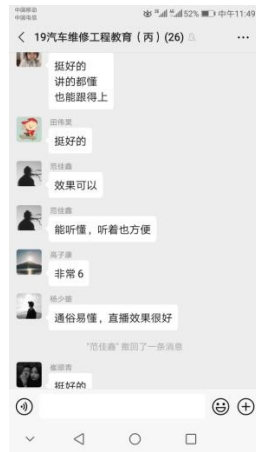 中国移动
中国电信
52%
中午11:49
19汽车维修工程教育（丙）(26)
挺好的
讲的都懂
也能跟得上
田伟昊
挺好的
范佳鑫
效果可以
范佳鑫
能听懂，听着也方便
高子康
非常6
杨少雄
通俗易懂，直播效果很好
"范佳鑫"撤回了一条消息
挺好的